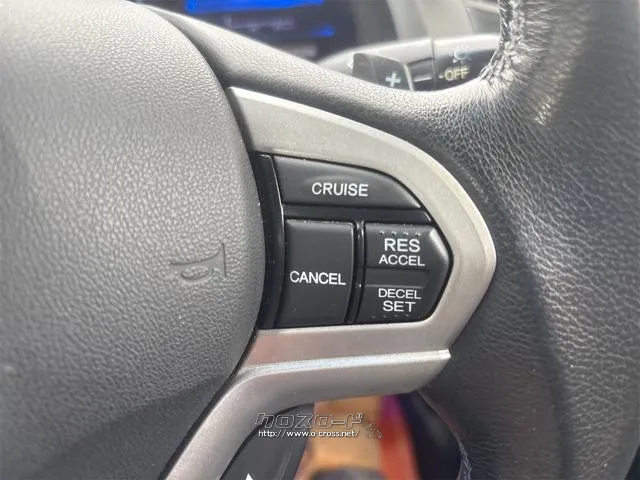 +
OFF
CRUISE
CANCEL
RES
ACCEL
DECEL
SET
クロスロード
http://www.o-cross.net/